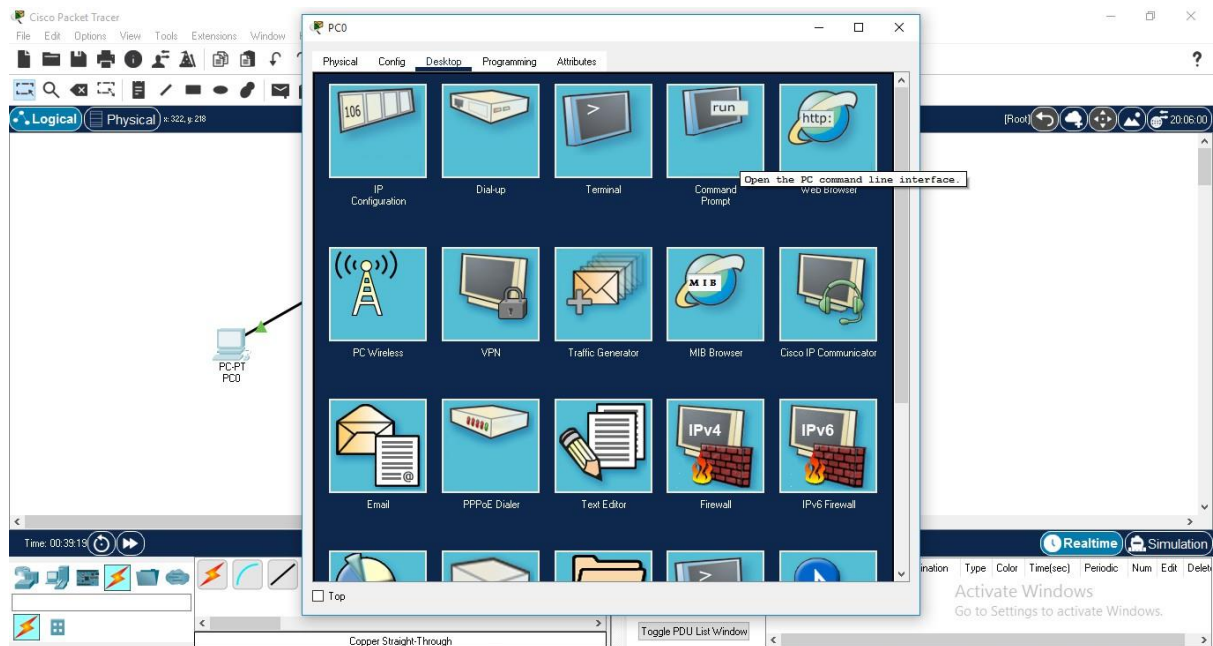 Cisco Packet Tracer
File Edit Options View Tools Extensions Window
PC0
Physical Config Desktop Programming Attributes
?
Logical
Physical
x: 322, y: 218
[Root]
20:06:00
106
>
run
http:
IP
Configuration
Dial-up
Terminal
Command
Prompt
Web Browser
Open the PC command line interface.
MIB
PC Wireless
VPN
Traffic Generator
MIB Browser
Cisco IP Communicator
PC-PT
PC0
@
IPv4
IPv6
Email
PPPoE Dialer
Text Editor
Firewall
IPv6 Firewall
>
Time: 00:39:19
Realtime
Simulation
Top
Type Color Time(sec) Periodic Num Edit
Activate Windows
Go to Settings to activate Windows.
Toggle PDU List Window
Copper Straight-Through